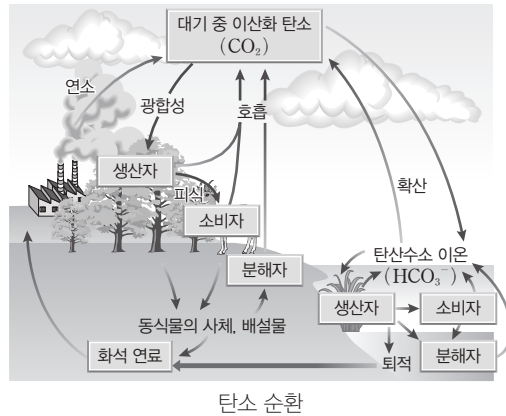 대기 중 이산화 탄소
(CO₂)
연소
광합성
호흡
생산자
피식
소비자
확산
분해자
탄산수소 이온
(HCO₃⁻)
생산자
소비자
동식물의 사체, 배설물
화석 연료
퇴적
분해자
탄소 순환